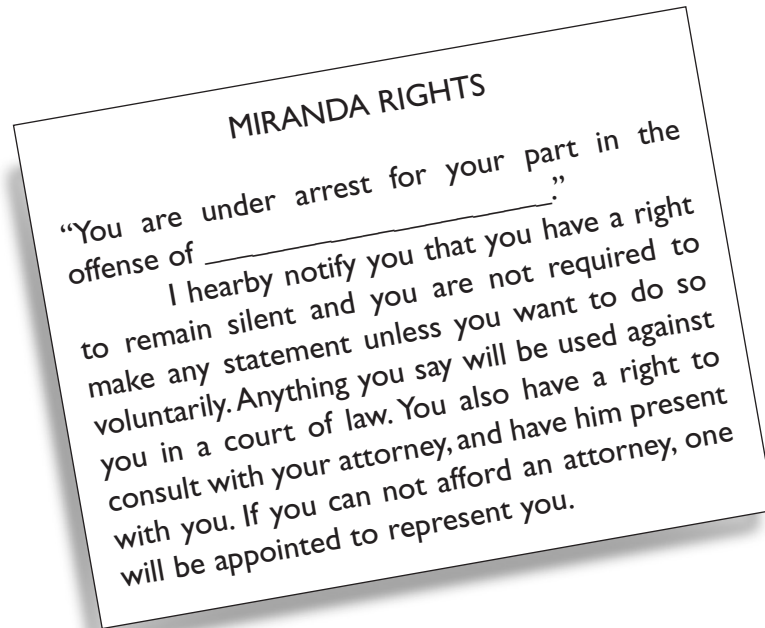 MIRANDA RIGHTS
“You are under arrest for your part in the
offense of ___________________________.”
I hearby notify you that you have a right
to remain silent and you are not required to
make any statement unless you want to do so
voluntarily. Anything you say will be used against
you in a court of law. You also have a right to
consult with your attorney, and have him present
with you. If you can not afford an attorney, one
will be appointed to represent you.